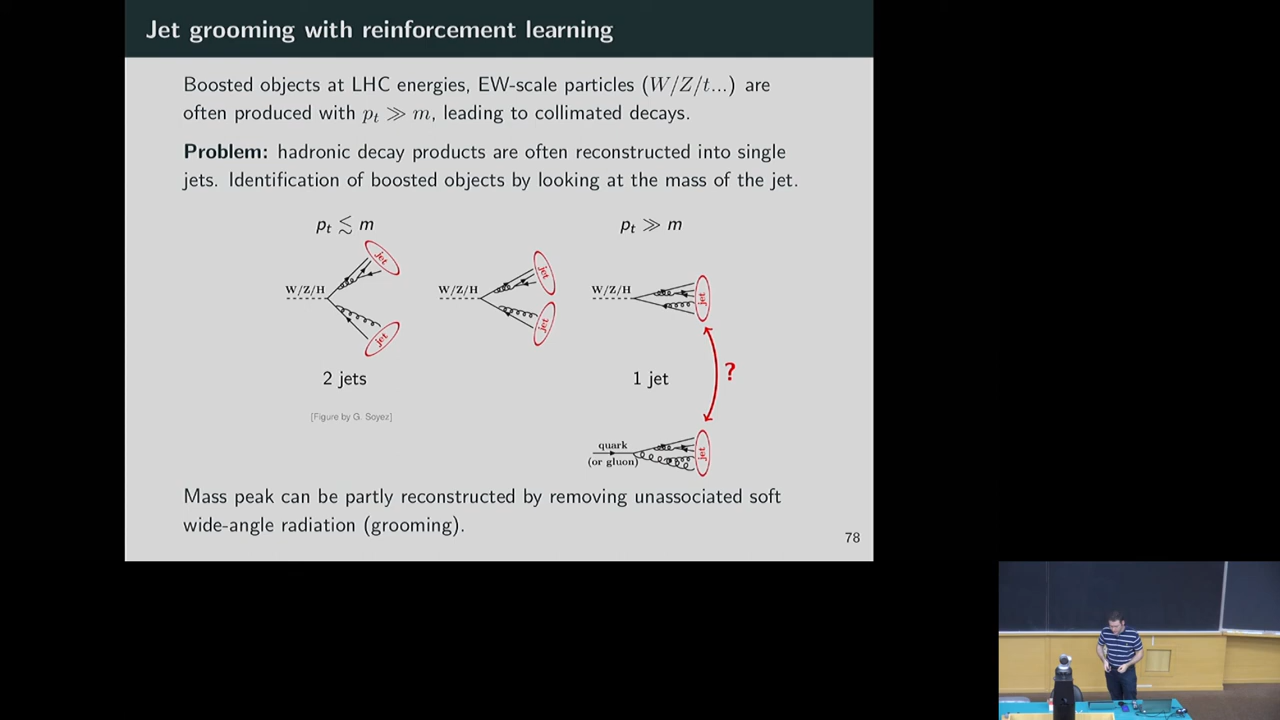 Jet grooming with reinforcement learning
Boosted objects at LHC energies, EW-scale particles (W/Z/t...) are
often produced with pₜ ≫ m, leading to collimated decays.
Problem: hadronic decay products are often reconstructed into single
jets. Identification of boosted objects by looking at the mass of the jet.
pₜ ≲ m
pₜ ≫ m
jet
W/Z/H
jet
jet
W/Z/H
jet
W/Z/H
jet
2 jets
1 jet
?
[Figure by G. Soyez]
quark
(or gluon)
jet
Mass peak can be partly reconstructed by removing unassociated soft
wide-angle radiation (grooming).
78